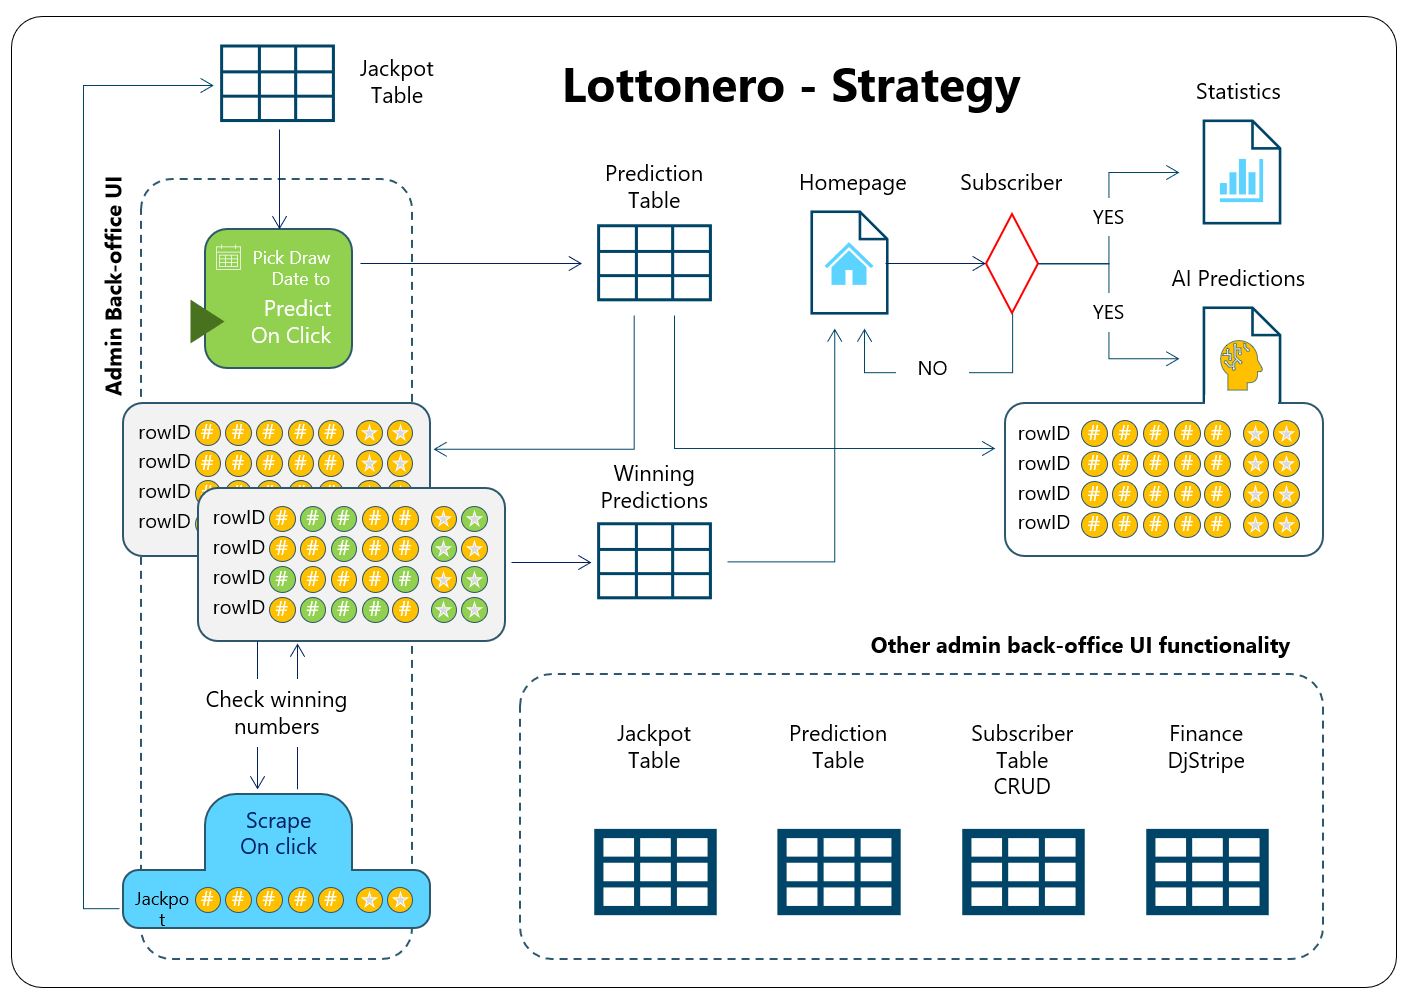 Jackpot
Table
Lottonero - Strategy
Statistics
Admin Back-office UI
Prediction
Table
Homepage
Subscriber
YES
Pick Draw
Date to
Predict
On Click
AI Predictions
YES
NO
rowID # # # # #
rowID # # # # #
rowID # # # # #
rowID
rowID # # # # #
rowID # # # # #
rowID # # # # #
rowID # # # # #
Winning
Predictions
rowID # # # # #
rowID # # # # #
rowID # # # # #
rowID # # # # #
Other admin back-office UI functionality
Check winning
numbers
Jackpot
Table
Prediction
Table
Subscriber
Table
CRUD
Finance
DjStripe
Scrape
On click
Jackpo
t
# # # # #